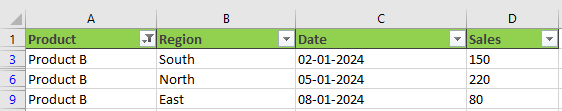 A B C D
1 Product Region Date Sales
3 Product B South 02-01-2024 150
6 Product B North 05-01-2024 220
9 Product B East 08-01-2024 80